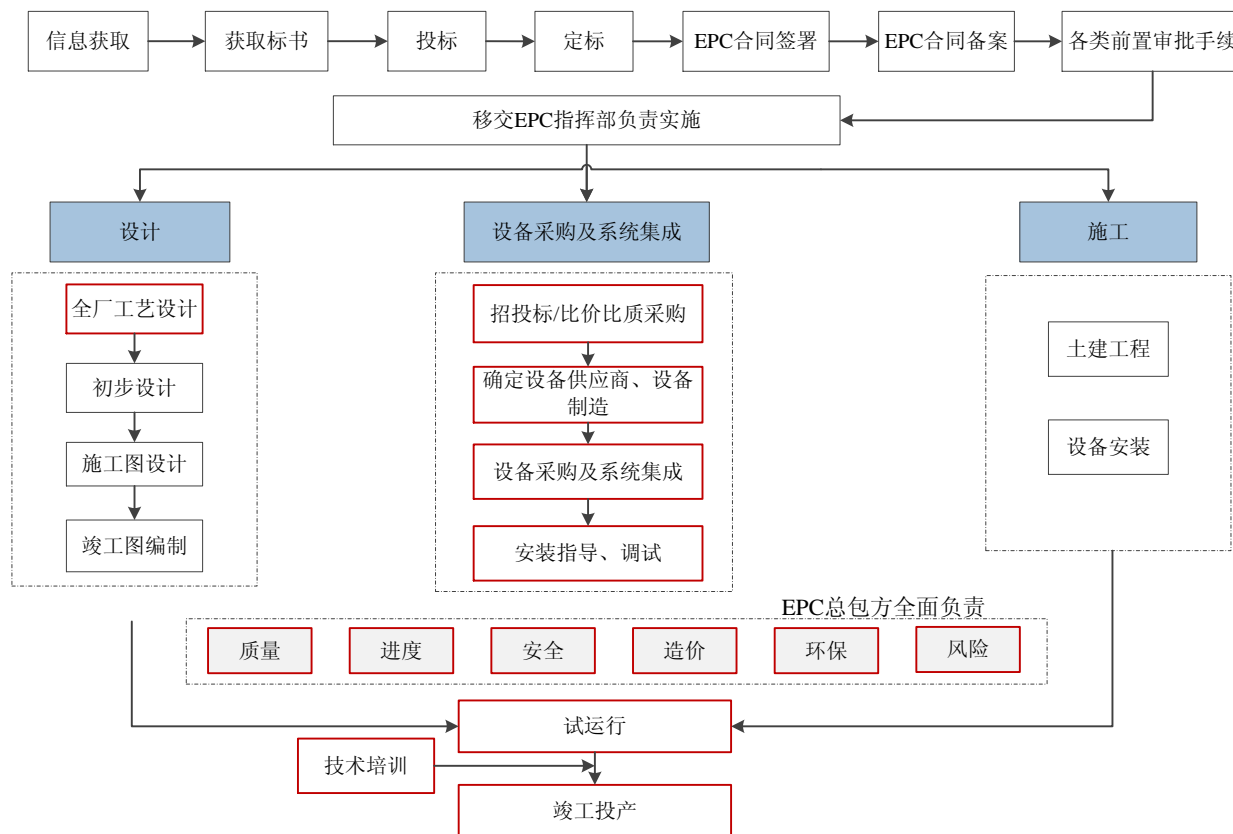 信息获取
获取标书
投标
定标
EPC合同签署
EPC合同备案
各类前置审批手续
移交EPC指挥部负责实施
设计
设备采购及系统集成
施工
全厂工艺设计
初步设计
施工图设计
竣工图编制
招投标/比价比质采购
确定设备供应商、设备
制造
设备采购及系统集成
安装指导、调试
土建工程
设备安装
EPC总包方全面负责
质量
进度
安全
造价
环保
风险
试运行
技术培训
竣工投产